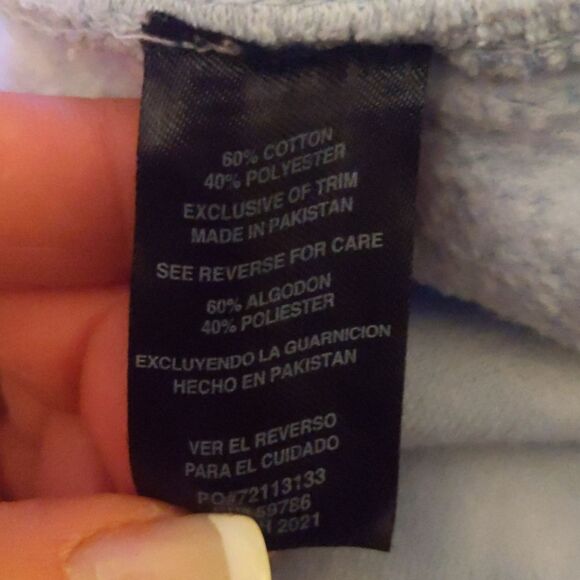 60% COTTON
40% POLYESTER
EXCLUSIVE OF TRIM
MADE IN PAKISTAN
SEE REVERSE FOR CARE
60% ALGODON
40% POLIESTER
EXCLUYENDO LA GUARNICION
HECHO EN PAKISTAN
VER EL REVERSO
PARA EL CUIDADO
PO#72113133
59786
2021